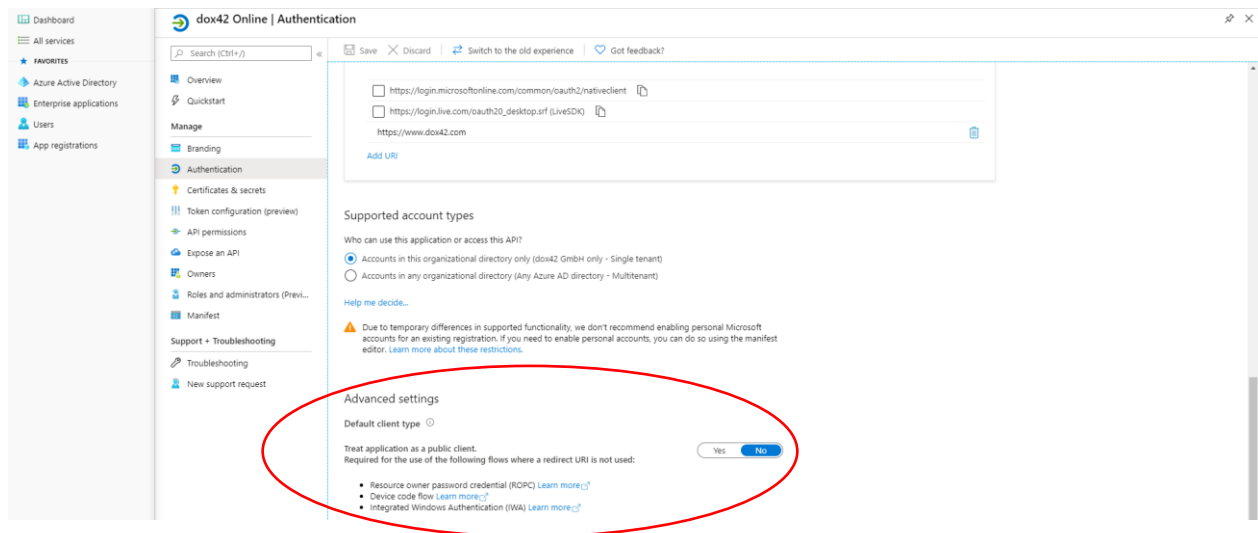 Dashboard
All services
FAVORITES
Azure Active Directory
Enterprise applications
Users
App registrations
dox42 Online | Authentication
Search (Ctrl+/)
«
Overview
Quickstart
Manage
Branding
Authentication
Certificates & secrets
Token configuration (preview)
API permissions
Expose an API
Owners
Roles and administrators (Previ...
Manifest
Support + Troubleshooting
Troubleshooting
New support request
Save Discard Switch to the old experience Got feedback?
https://login.microsoftonline.com/common/oauth2/nativeclient
https://login.live.com/oauth20_desktop.srf (LiveSDK)
https://www.dox42.com
Add URI
Supported account types
Who can use this application or access this API?
Accounts in this organizational directory only (dox42 GmbH only - Single tenant)
Accounts in any organizational directory (Any Azure AD directory - Multitenant)
Help me decide...
Due to temporary differences in supported functionality, we don't recommend enabling personal Microsoft
accounts for an existing registration. If you need to enable personal accounts, you can do so using the manifest
editor. Learn more about these restrictions.
Advanced settings
Default client type
Treat application as a public client.
Required for the use of the following flows where a redirect URI is not used:
Yes No
• Resource owner password credential (ROPC) Learn more
• Device code flow Learn more
• Integrated Windows Authentication (IWA) Learn more